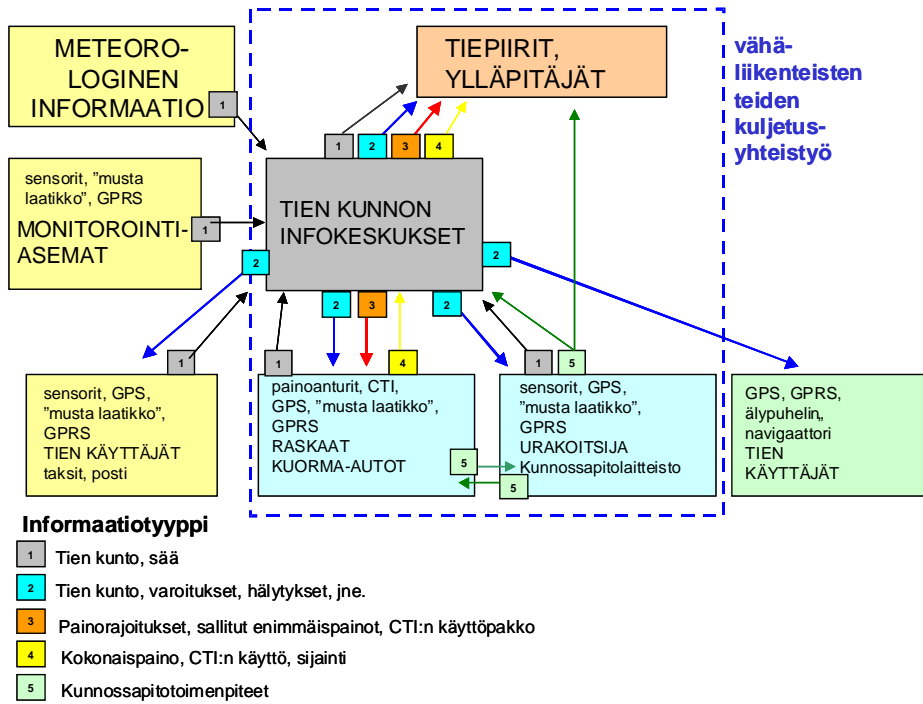 METEORO-
LOGINEN
INFORMAATIO
1
TIEPIIRIT,
YLLÄPITÄJÄT
vähä-
liikenteisten
teiden
kuljetus-
yhteistyö
1
2
3
4
sensorit, "musta
laatikko", GPRS
MONITOROINTI-
ASEMAT
1
TIEN KUNNON
INFOKESKUKSET
2
2
2
3
2
1
1
4
1
5
sensorit, GPS,
"musta laatikko",
GPRS
TIEN KÄYTTÄJÄT
taksit, posti
painoanturit, CTI,
GPS, "musta laatikko",
GPRS
RASKAAT
KUORMA-AUTOT
5
sensorit, GPS,
"musta laatikko",
GPRS
URAKOITSIJA
Kunnossapitolaitteisto
5
GPS, GPRS,
älypuhelin,,
navigaattori
TIEN
KÄYTTÄJÄT
Informaatiotyyppi
1 Tien kunto, sää
2 Tien kunto, varoitukset, hälytykset, jne.
3 Painorajoitukset, sallitut enimmäispainot, CTI:n käyttöpakko
4 Kokonaispaino, CTI:n käyttö, sijainti
5 Kunnossapitotoimenpiteet